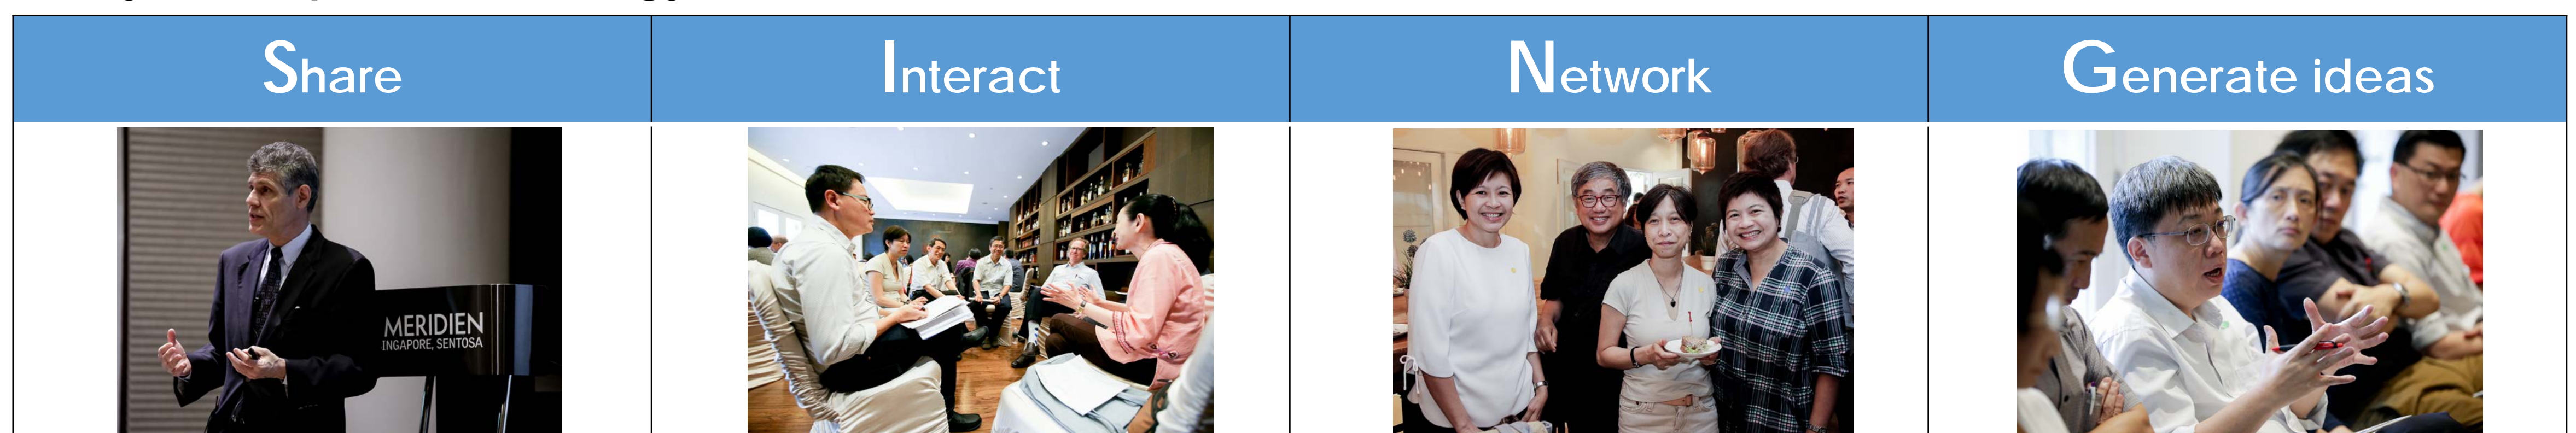 Share
Interact
Network
Generate ideas
MERIDIEN
INGAPORE, SENTOSA